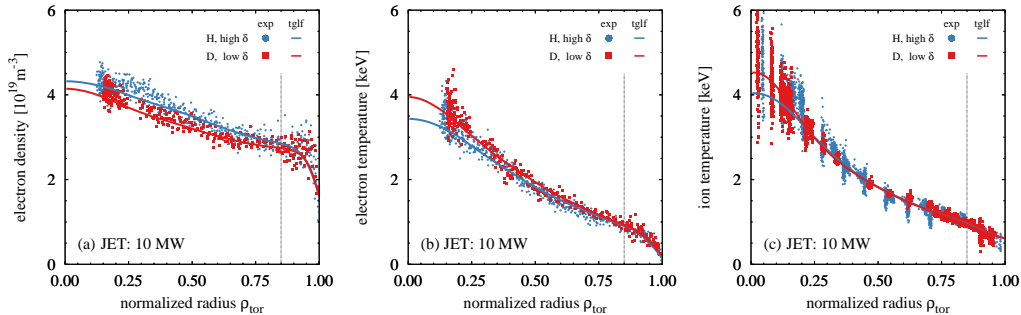 6
4
2
0
electron density [10^19 m^-3]
exp tglf
H, high δ
D, low δ
(a) JET: 10 MW
0.00 0.25 0.50 0.75 1.00
normalized radius ρ_tor
6
4
2
0
electron temperature [keV]
exp tglf
H, high δ
D, low δ
(b) JET: 10 MW
0.00 0.25 0.50 0.75 1.00
normalized radius ρ_tor
6
4
2
0
ion temperature [keV]
exp tglf
H, high δ
D, low δ
(c) JET: 10 MW
0.00 0.25 0.50 0.75 1.00
normalized radius ρ_tor